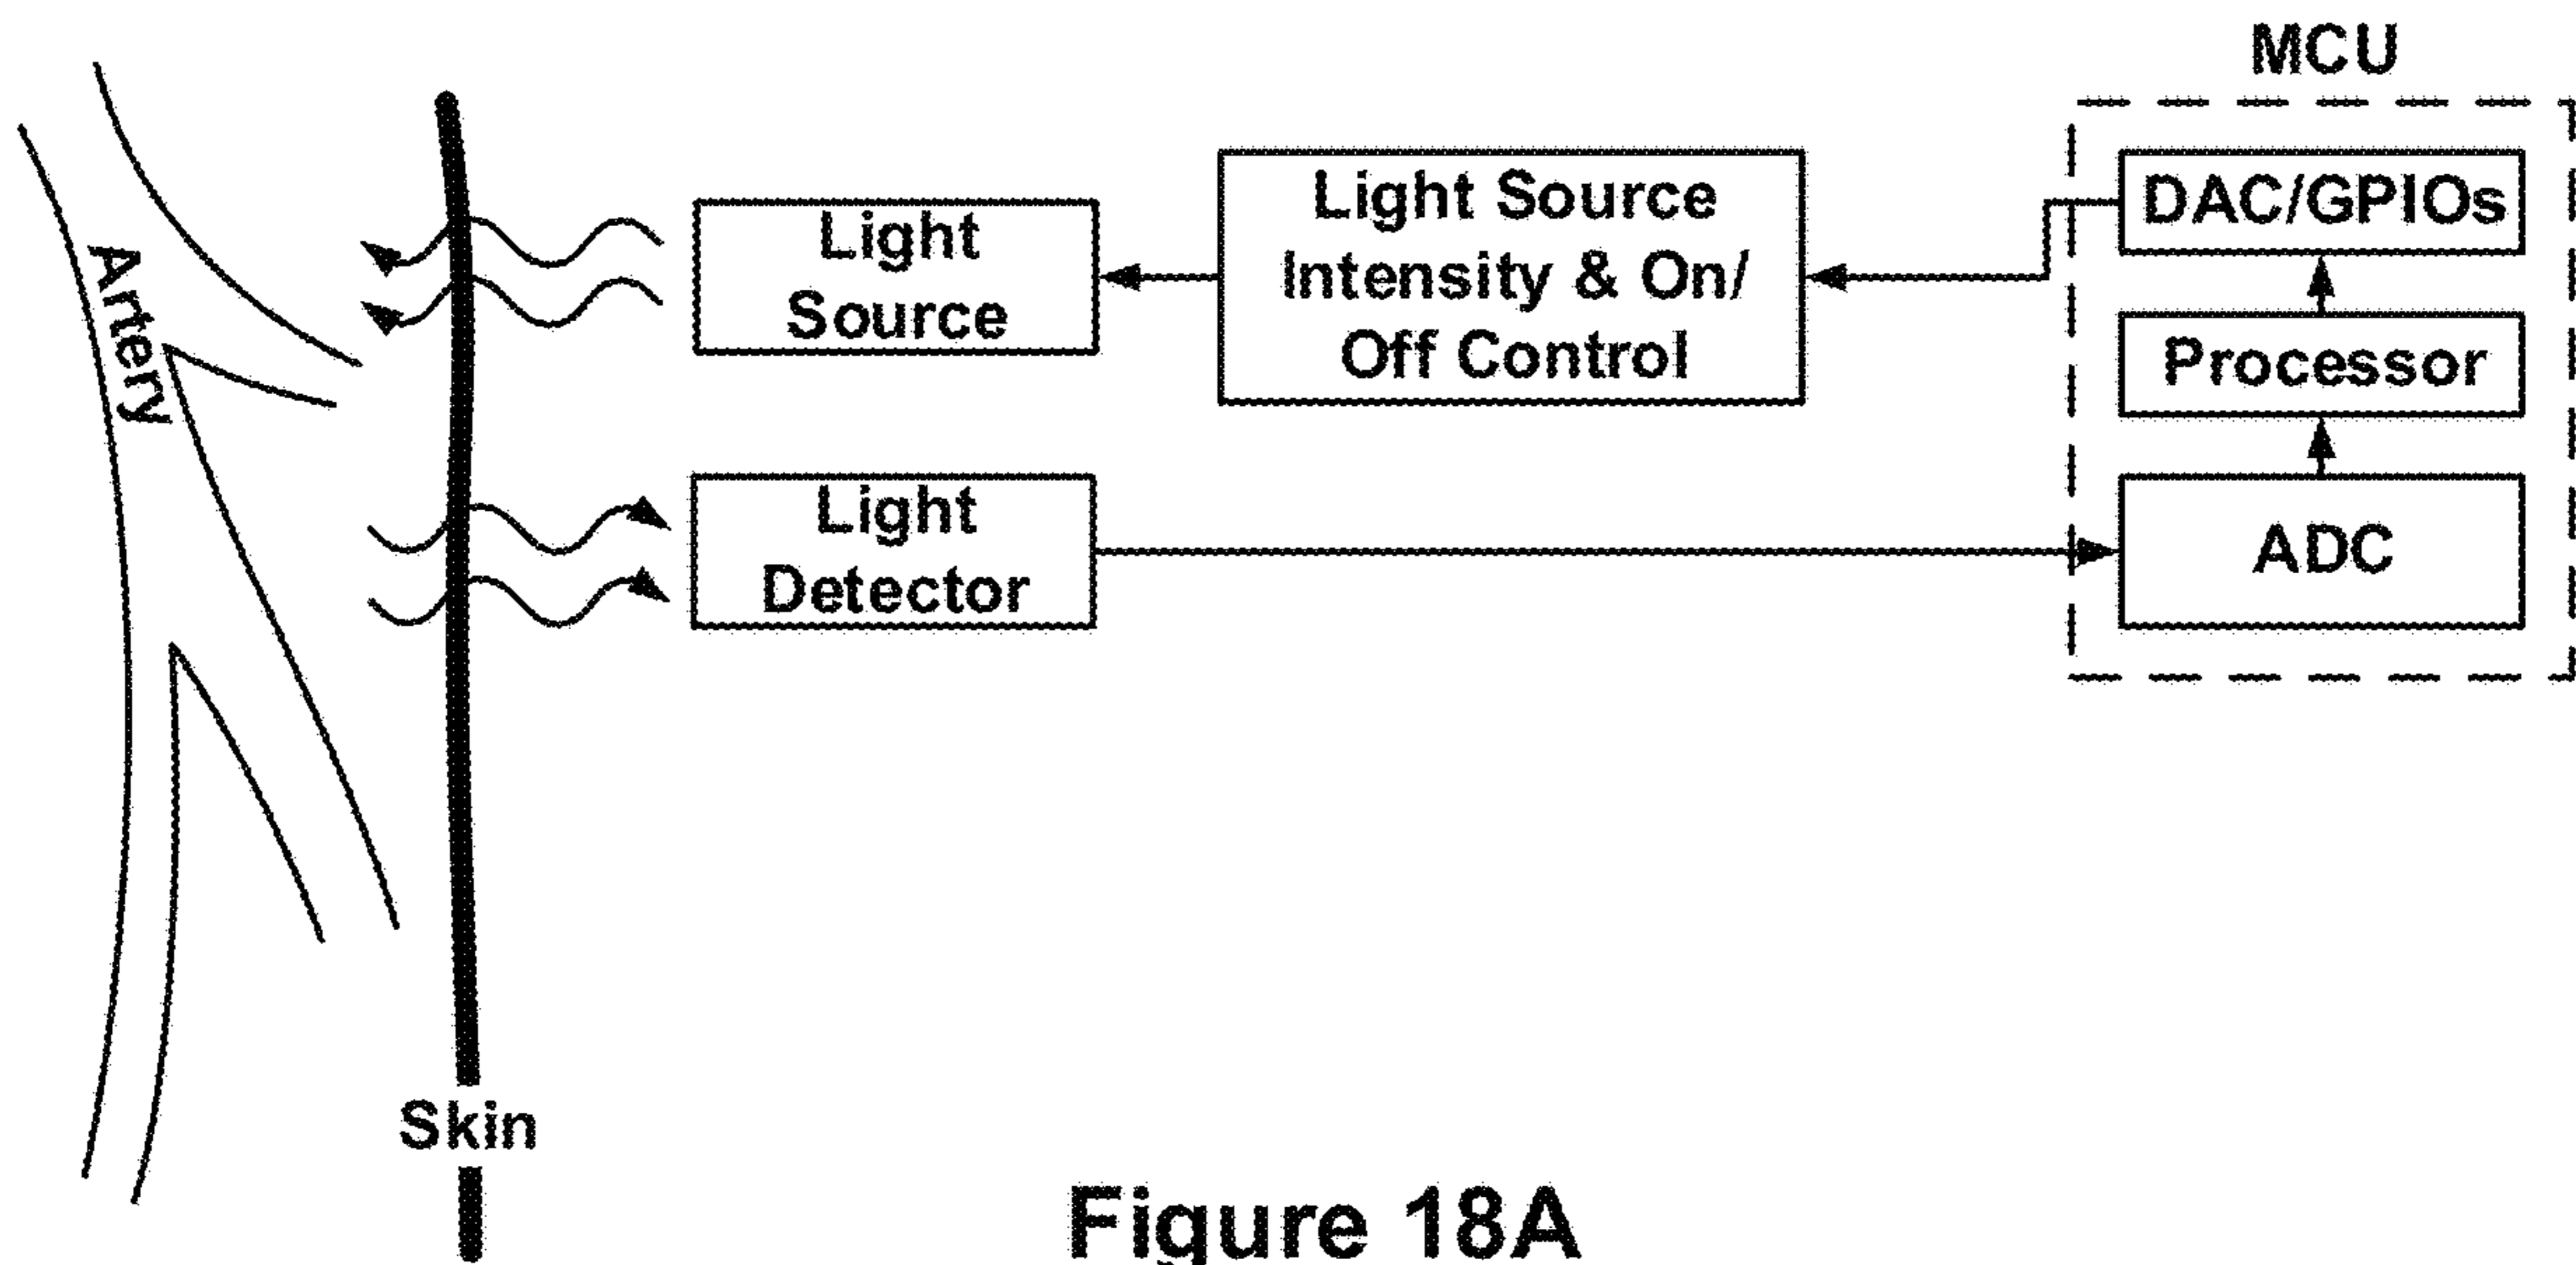 MCU
Artery
Light
Source
Light Source
Intensity & On/
Off Control
DAC/GPIOs
Processor
Light
Detector
ADC
Skin
Figure 18A